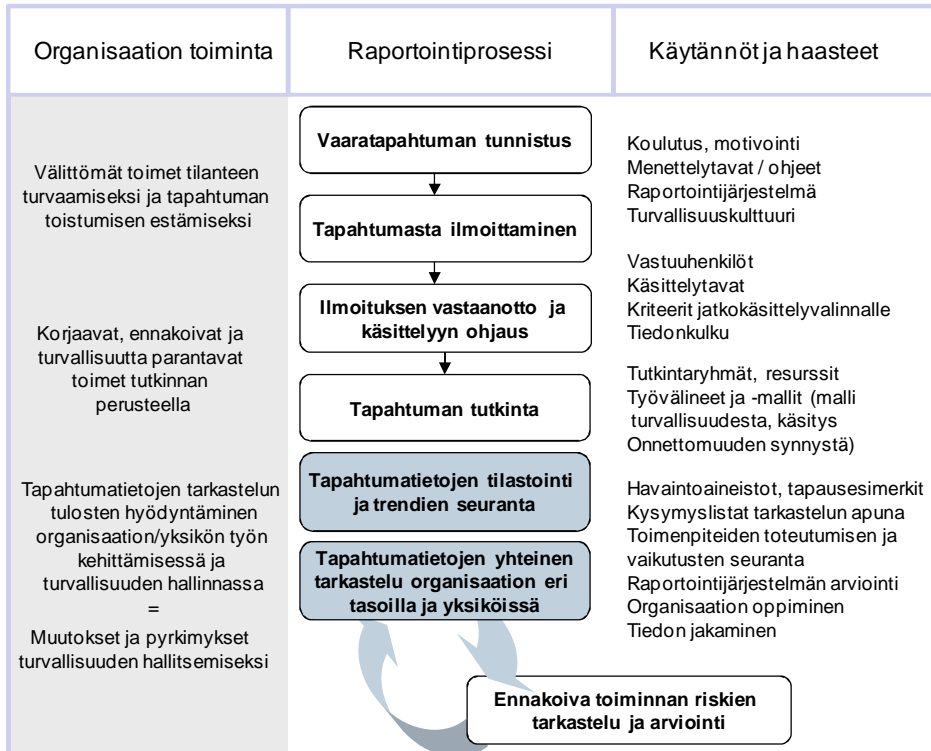 Organisaation toiminta
Raportointiprosessi
Käytännöt ja haasteet
Välittömät toimet tilanteen
turvaamiseksi ja tapahtuman
toistumisen estämiseksi
Korjaavat, ennakoivat ja
turvallisuutta parantavat
toimet tutkinnan
perusteella
Tapahtumatietojen tarkastelun
tulosten hyödyntäminen
organisaation/yksikön työn
kehittämisessä ja
turvallisuuden hallinnassa
=
Muutokset ja pyrkimykset
turvallisuuden hallitsemiseksi
Vaaratapahtuman tunnistus
Tapahtumasta ilmoittaminen
Ilmoituksen vastaanotto ja
käsittelyyn ohjaus
Tapahtuman tutkinta
Tapahtumatietojen tilastointi
ja trendien seuranta
Tapahtumatietojen yhteinen
tarkastelu organisaation eri
tasoilla ja yksiköissä
Ennakoiva toiminnan riskien
tarkastelu ja arviointi
Koulutus, motivointi
Menettelytavat / ohjeet
Raportointijärjestelmä
Turvallisuuskulttuuri
Vastuuhenkilöt
Käsittelytavat
Kriteerit jatkokäsittelyvalinnalle
Tiedonkulku
Tutkintaryhmät, resurssit
Työvälineet ja -mallit (malli
turvallisuudesta, käsitys
Onnettomuuden synnystä)
Havaintoaineistot, tapausesimerkit
Kysymyslistat tarkastelun apuna
Toimenpiteiden toteutumisen ja
vaikutusten seuranta
Raportointijärjestelmän arviointi
Organisaation oppiminen
Tiedon jakaminen